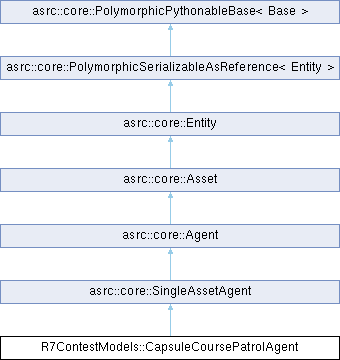 asrc::core::PolymorphicPythonableBase< Base >
asrc::core::PolymorphicSerializableAsReference< Entity >
asrc::core::Entity
asrc::core::Asset
asrc::core::Agent
asrc::core::SingleAssetAgent
R7ContestModels::CapsuleCoursePatrolAgent